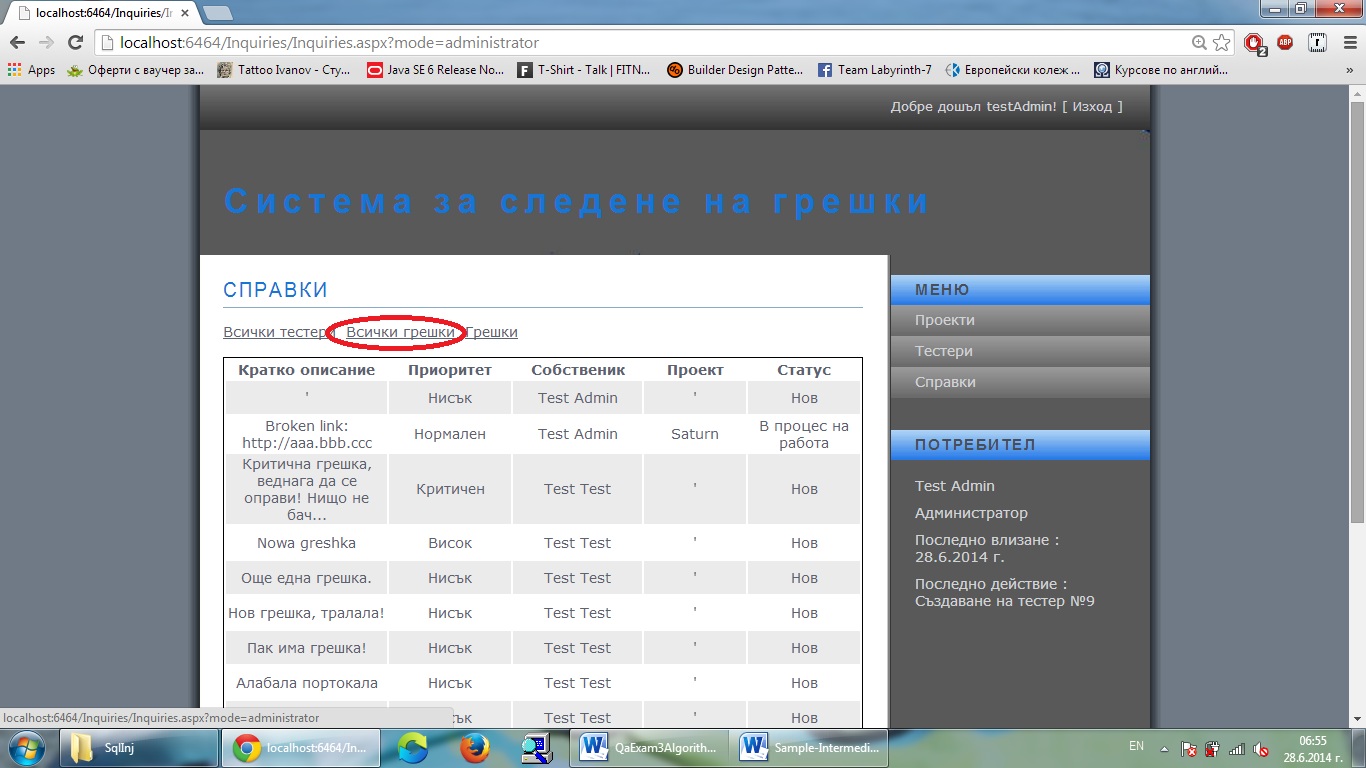 localhost:6464/Inquiries/Ir
localhost:6464/Inquiries/Inquiries.aspx?mode=administrator
2
ABP
Apps
Оферти с ваучер за...
Tattoo Ivanov - Сту...
Java SE 6 Release No...
T-Shirt - Talk | FITN...
Builder Design Patte...
Team Labyrinth-7
Европейски колеж ...
Курсове по англий...
»
Добре дошъл testAdmin! [ Изход ]
Система за следене на грешки
СПРАВКИ
Всички тестери Всички грешки Грешки
Кратко описание Приоритет Собственик Проект Статус
' Нисък Test Admin ' Нов
Broken link:
http://aaa.bbb.ccc Нормален Test Admin Saturn В процес на
работа
Критична грешка,
веднага да се
оправи! Нищо не
бач... Критичен Test Test ' Нов
Nowa greshka Висок Test Test ' Нов
Още една грешка. Нисък Test Test ' Нов
Нов грешка, тралала! Нисък Test Test ' Нов
Пак има грешка! Нисък Test Test ' Нов
Алабала портокала Нисък Test Test ' Нов
Test Test ' Нов
МЕНЮ
Проекти
Тестери
Справки
ПОТРЕБИТЕЛ
Test Admin
Администратор
Последно влизане :
28.6.2014 г.
Последно действие :
Създаване на тестер №9
localhost:6464/Inquiries/Inquiries.aspx?mode=administrator
SqlInj
localhost:6464/In...
QaExam3Algorith...
Sample-Intermedi...
EN
06:55
28.6.2014 г.